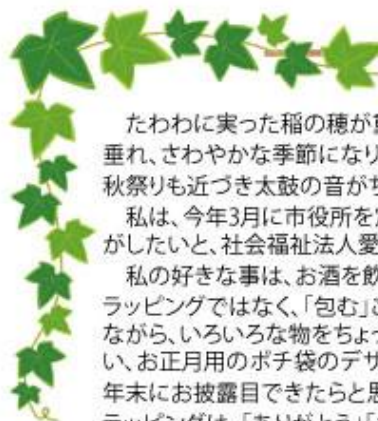 たわわに実った稲の穂が
垂れ、さわやかな季節になり
秋祭りも近づき太鼓の音が
私は、今年3月に市役所を
がしたいと、社会福祉法人愛
私の好きな事は、お酒を飲
ラッピングではなく、「包む」
ながら、いろいろな物をちょっ
い、お正月用のポチ袋のデザ
年末にお披露目できたらと思